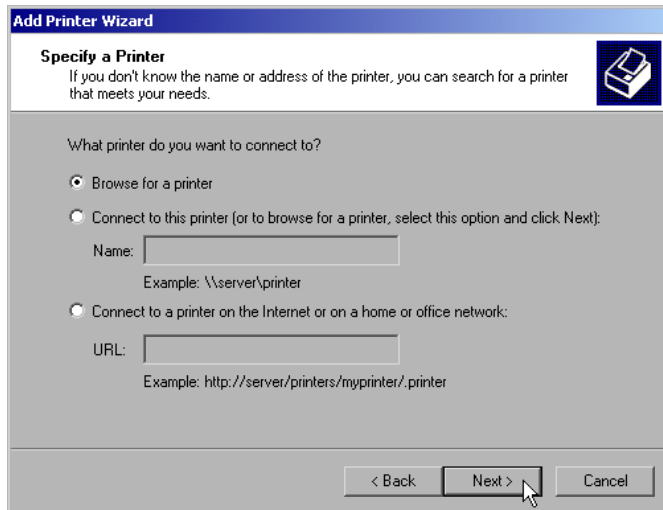 Add Printer Wizard
Specify a Printer
If you don't know the name or address of the printer, you can search for a printer
that meets your needs.
What printer do you want to connect to?
Browse for a printer
Connect to this printer (or to browse for a printer, select this option and click Next):
Name:
Example: \\server\printer
Connect to a printer on the Internet or on a home or office network:
URL:
Example: http://server/printers/myprinter/.printer
< Back Next > Cancel